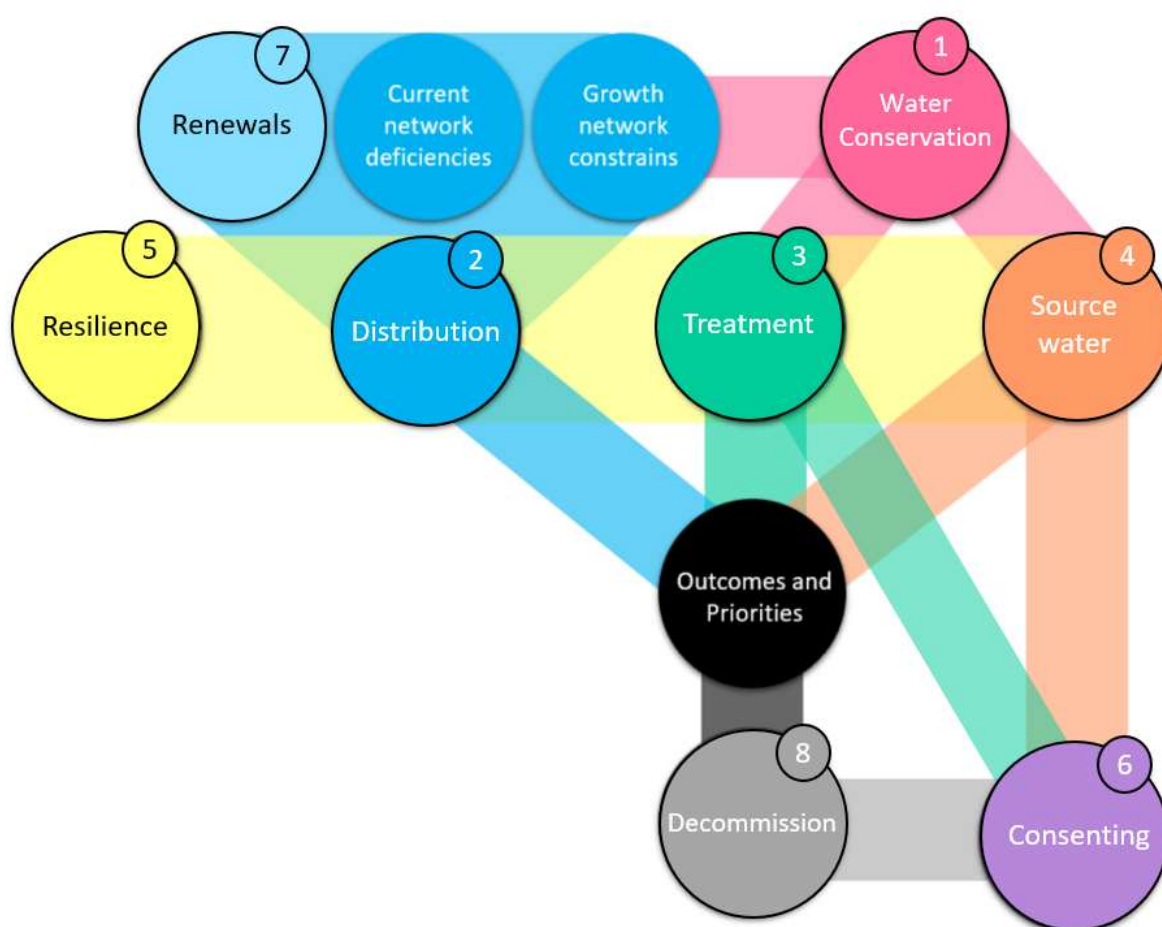 7
Renewals
Current
network
deficiencies
Growth
network
constrains
1
Water
Conservation
5
Resilience
2
Distribution
3
Treatment
4
Source
water
Outcomes and
Priorities
8
Decommission
6
Consenting